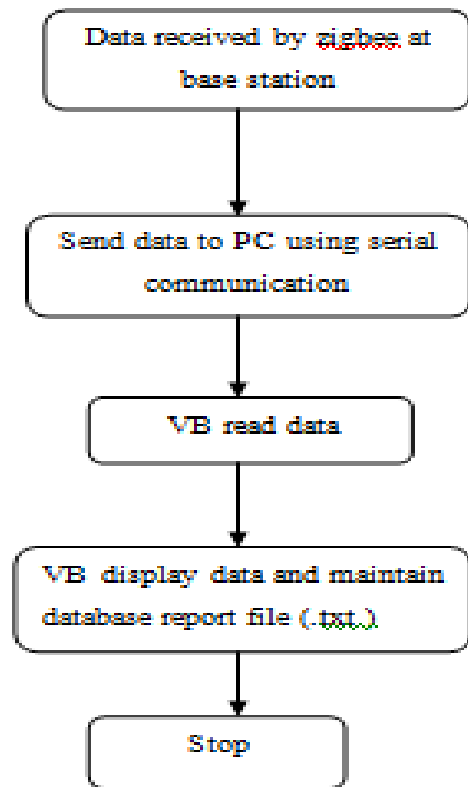 Data received by zigbee at
base station
Send data to PC using serial
communication
VB read data
VB display data and maintain
database report file (.txt.)
Stop